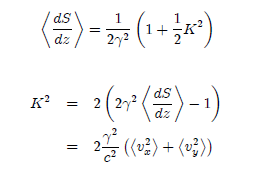 ⟨dS/dz⟩ = 1/(2γ²) (1 + 1/2 K²)
K² = 2 (2γ² ⟨dS/dz⟩ − 1)
= 2 γ²/c² (⟨v_x²⟩ + ⟨v_y²⟩)